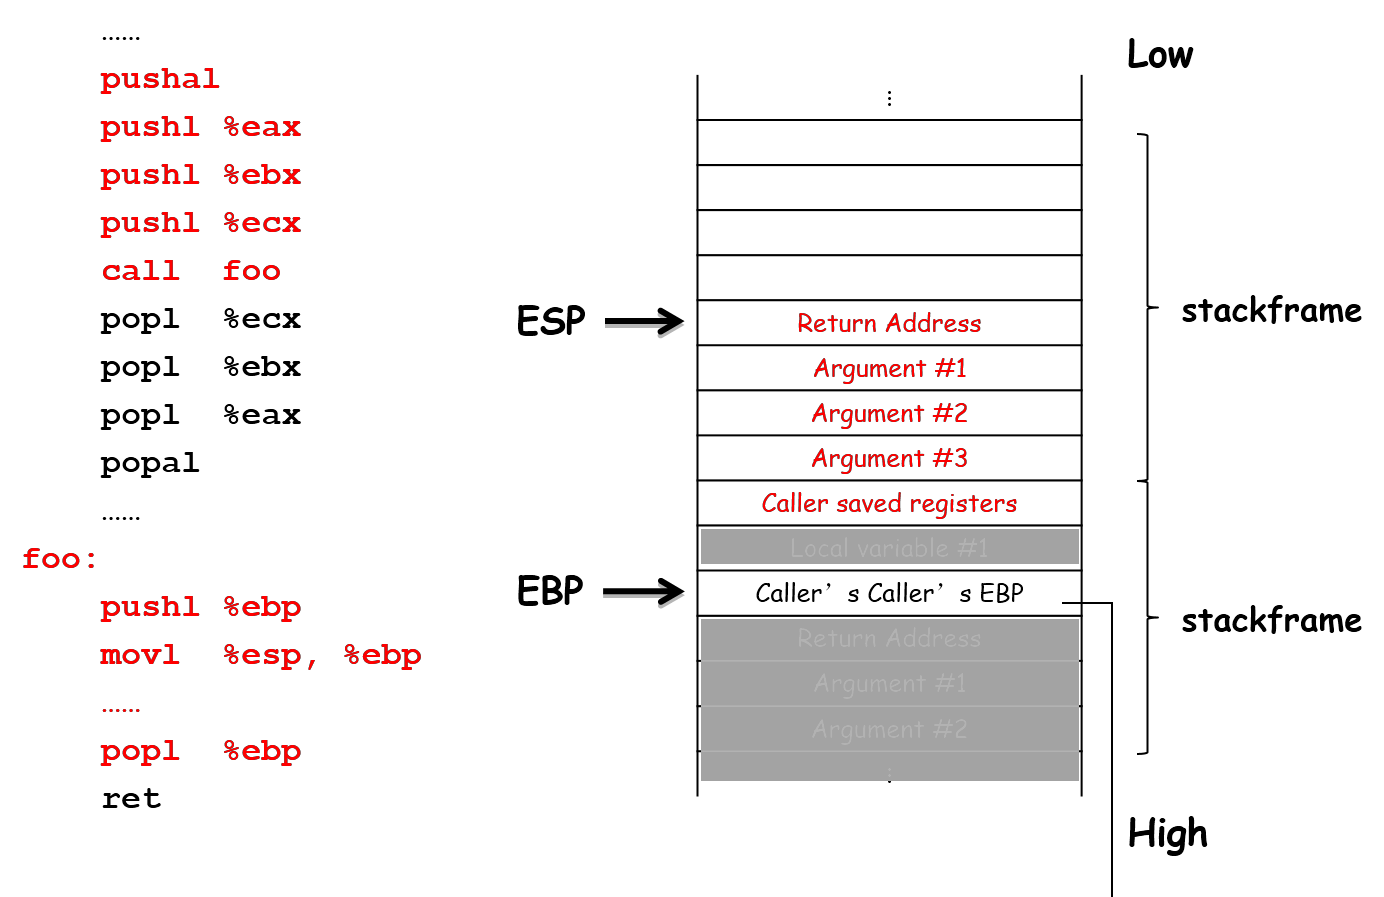 ……
pushal
pushl %eax
pushl %ebx
pushl %ecx
call foo
popl %ecx
popl %ebx
popl %eax
popal
……
foo:
pushl %ebp
movl %esp, %ebp
……
popl %ebp
ret
Low
⋮
ESP
Return Address
Argument #1
Argument #2
Argument #3
Caller saved registers
Local variable #1
EBP
Caller’s Caller’s EBP
Return Address
Argument #1
Argument #2
⋮
stackframe
stackframe
High